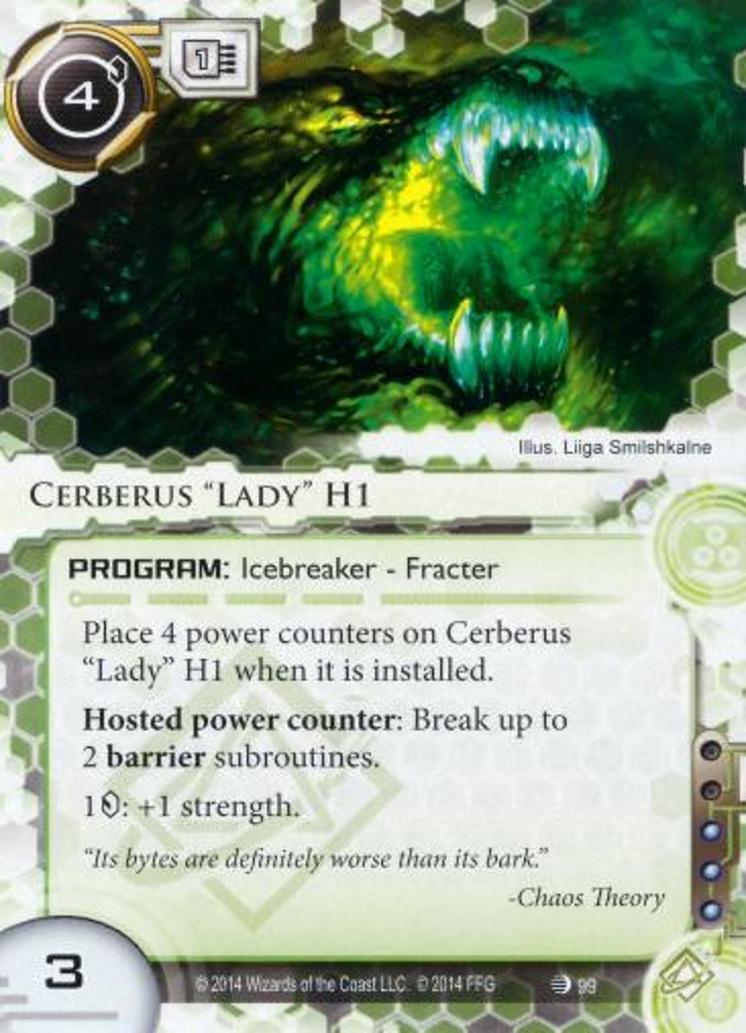 4
1
Illus. Liiga Smilshkalne
CERBERUS “LADY” H1
PROGRAM: Icebreaker - Fracter
Place 4 power counters on Cerberus
“Lady” H1 when it is installed.
Hosted power counter: Break up to
2 barrier subroutines.
1: +1 strength.
“Its bytes are definitely worse than its bark.”
-Chaos Theory
3
© 2014 Wizards of the Coast LLC. © 2014 FFG 99